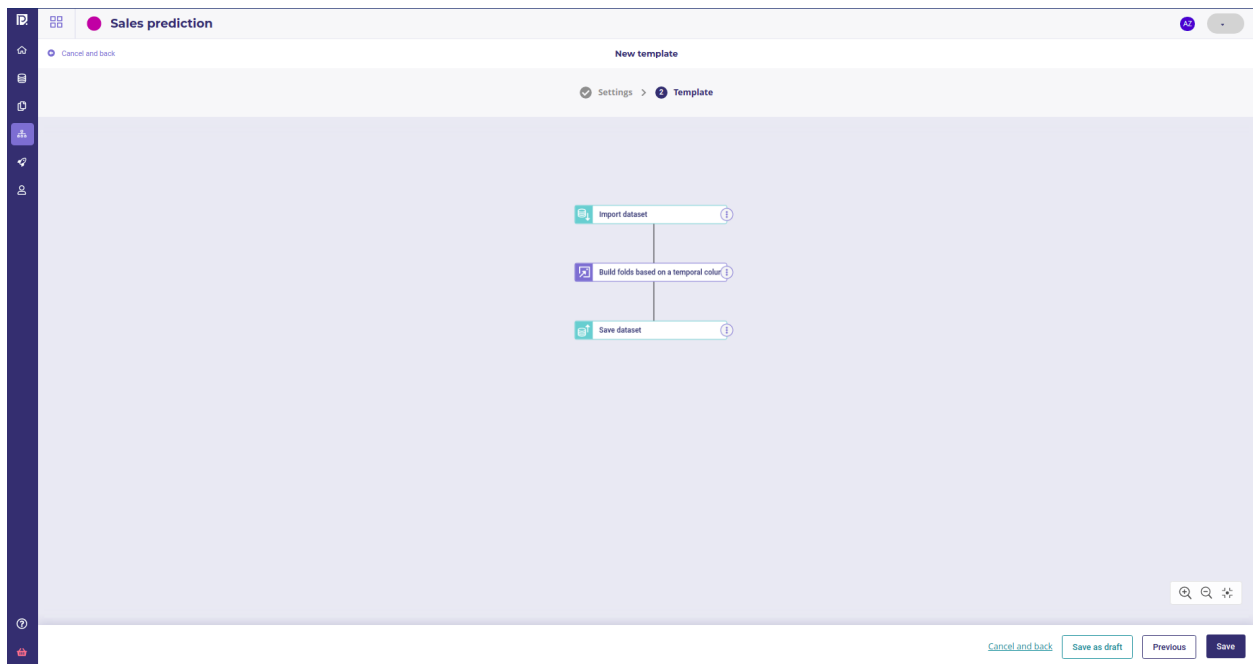 Sales prediction
AZ
Cancel and back
New template
Settings > 2 Template
Import dataset
Build folds based on a temporal colur
Save dataset
Cancel and back
Save as draft
Previous
Save